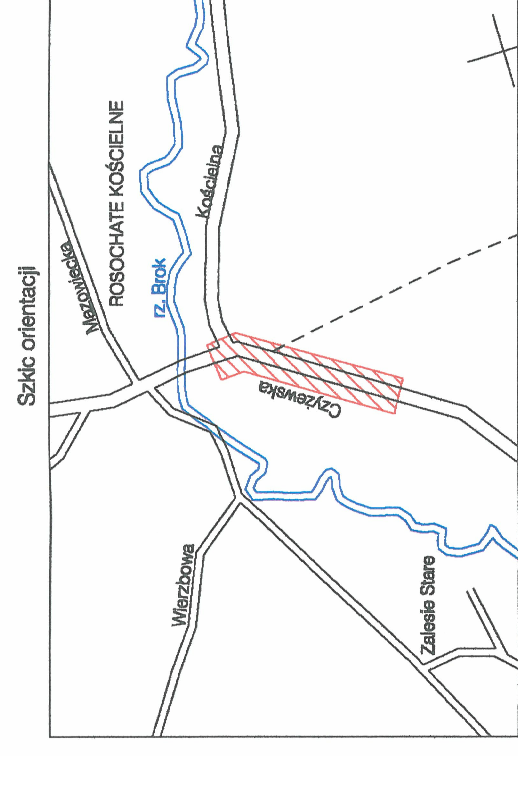 Szkic orientacji
Mazowiecka
ROSOCHATE KOŚCIELNE
rz. Brok
Kościelna
Czyżewska
Wierzbowa
Zalesie Stare